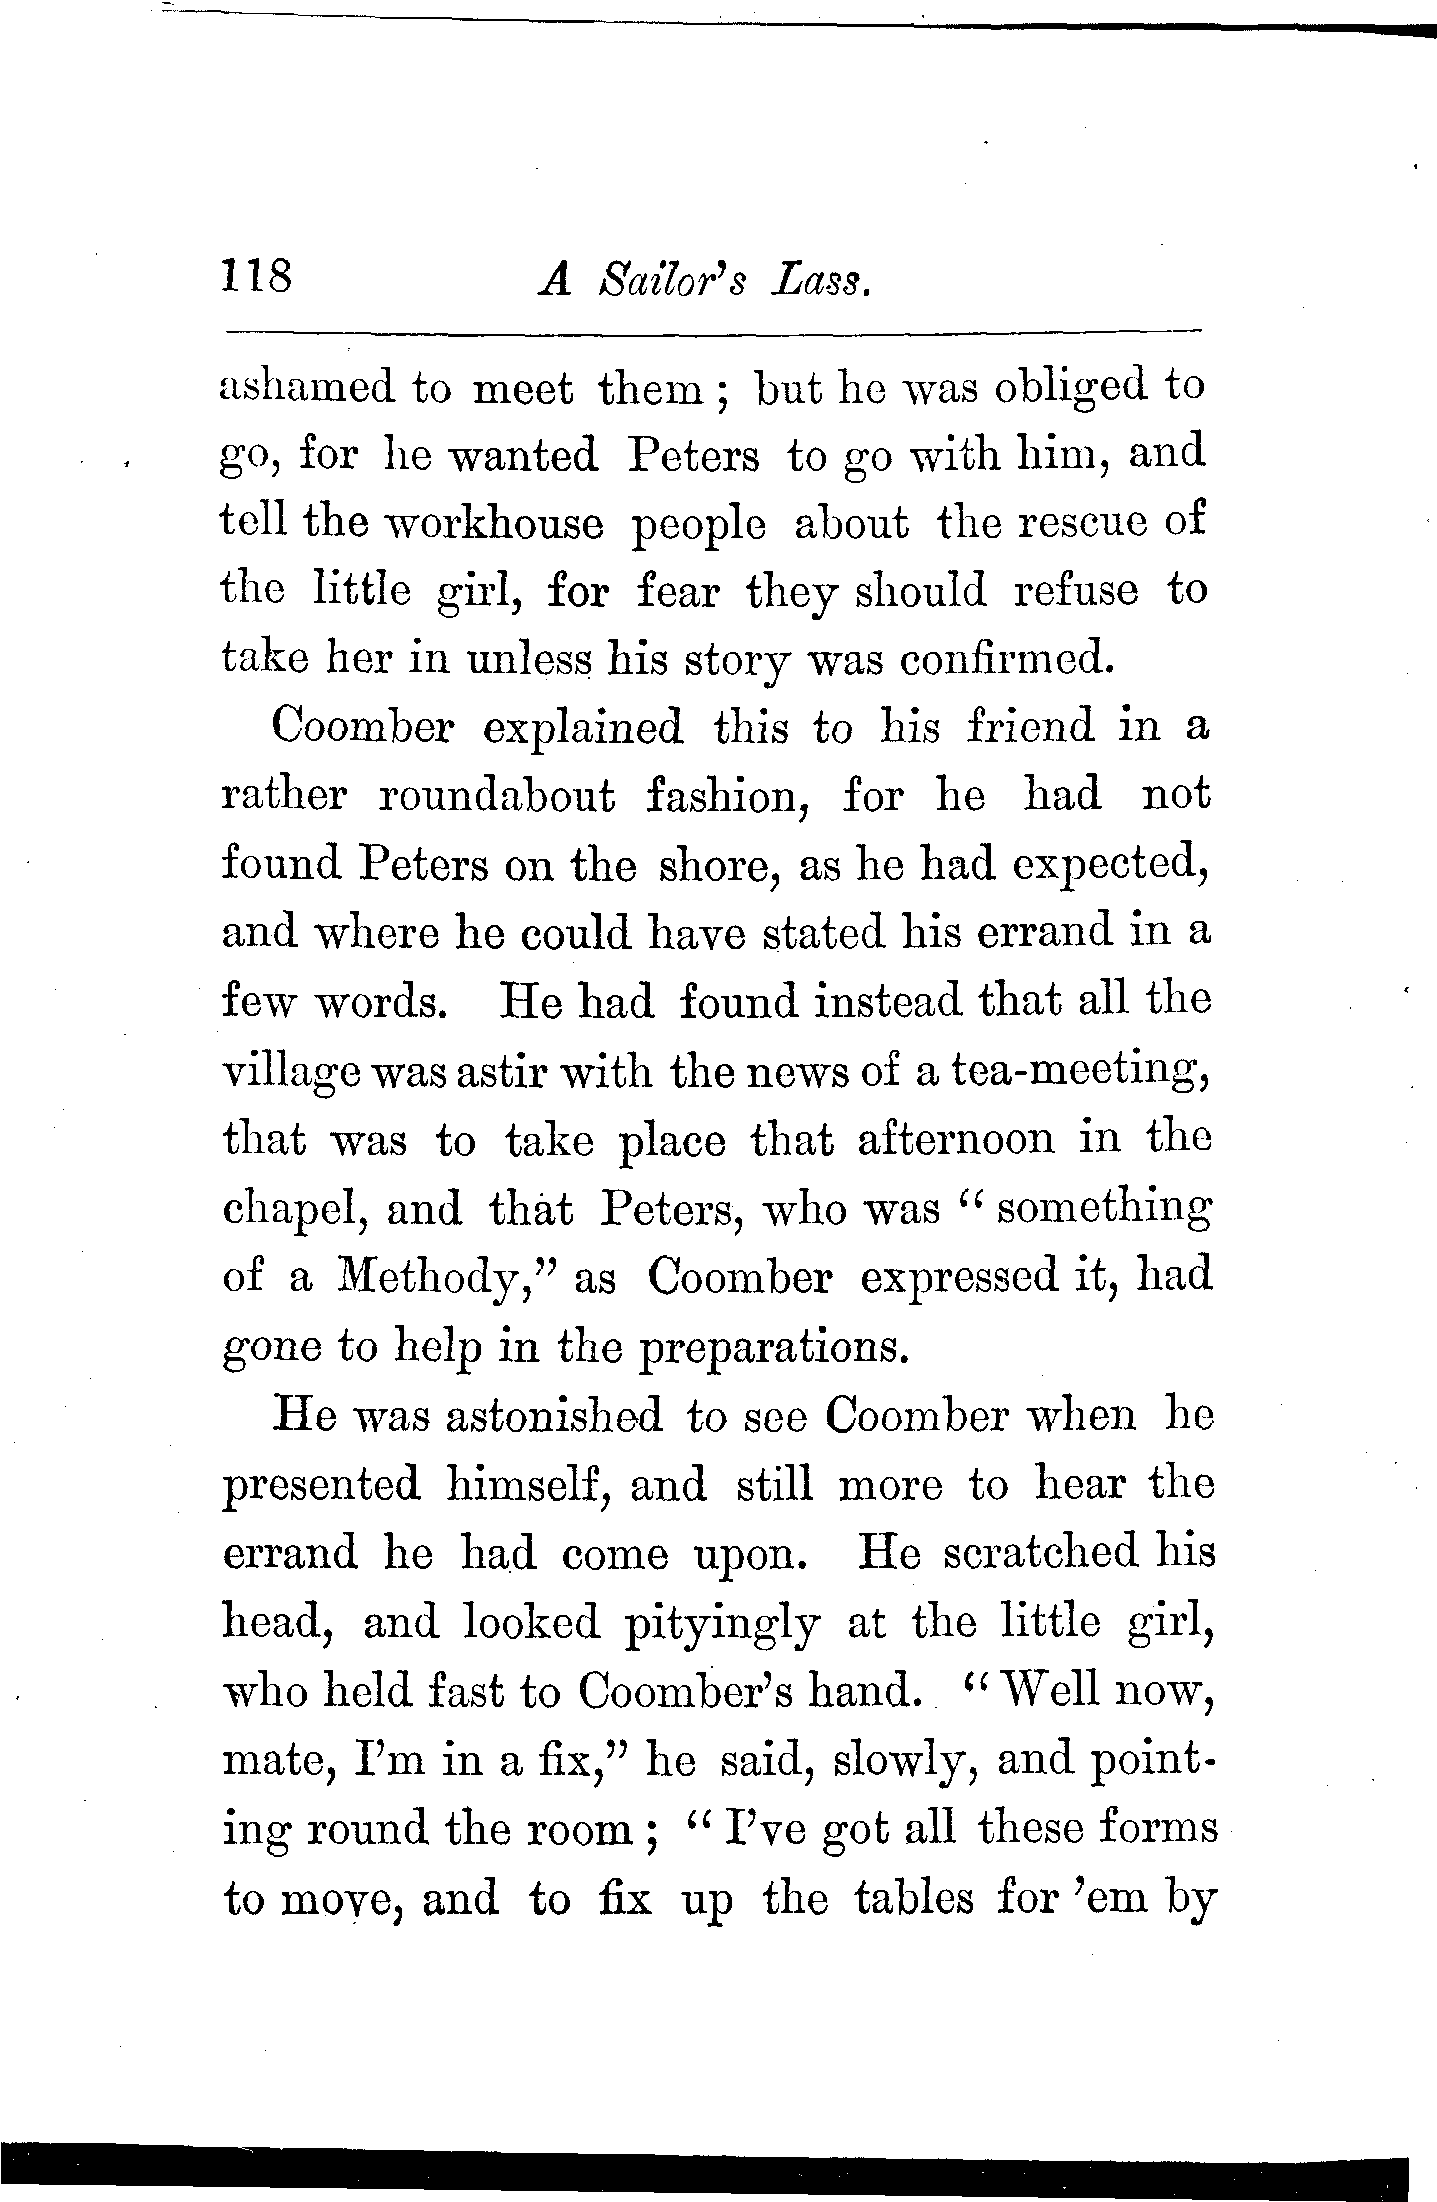 118 A Sailor's Lass.
ashamed to meet them ; but he was obliged to
go, for he wanted Peters to go with him, and
tell the workhouse people about the rescue of
the little girl, for fear they should refuse to
take her in unless his story was confirmed.
Coomber explained this to his friend in a
rather roundabout fashion, for he had not
found Peters on the shore, as he had expected,
and where he could have stated his errand in a
few words. He had found instead that all the
village was astir with the news of a tea-meeting,
that was to take place that afternoon in the
chapel, and that Peters, who was “ something
of a Methody,” as Coomber expressed it, had
gone to help in the preparations.
He was astonished to see Coomber when he
presented himself, and still more to hear the
errand he had come upon. He scratched his
head, and looked pityingly at the little girl,
who held fast to Coomber’s hand. “ Well now,
mate, I’m in a fix,” he said, slowly, and point-
ing round the room ; “ I’ve got all these forms
to move, and to fix up the tables for ’em by